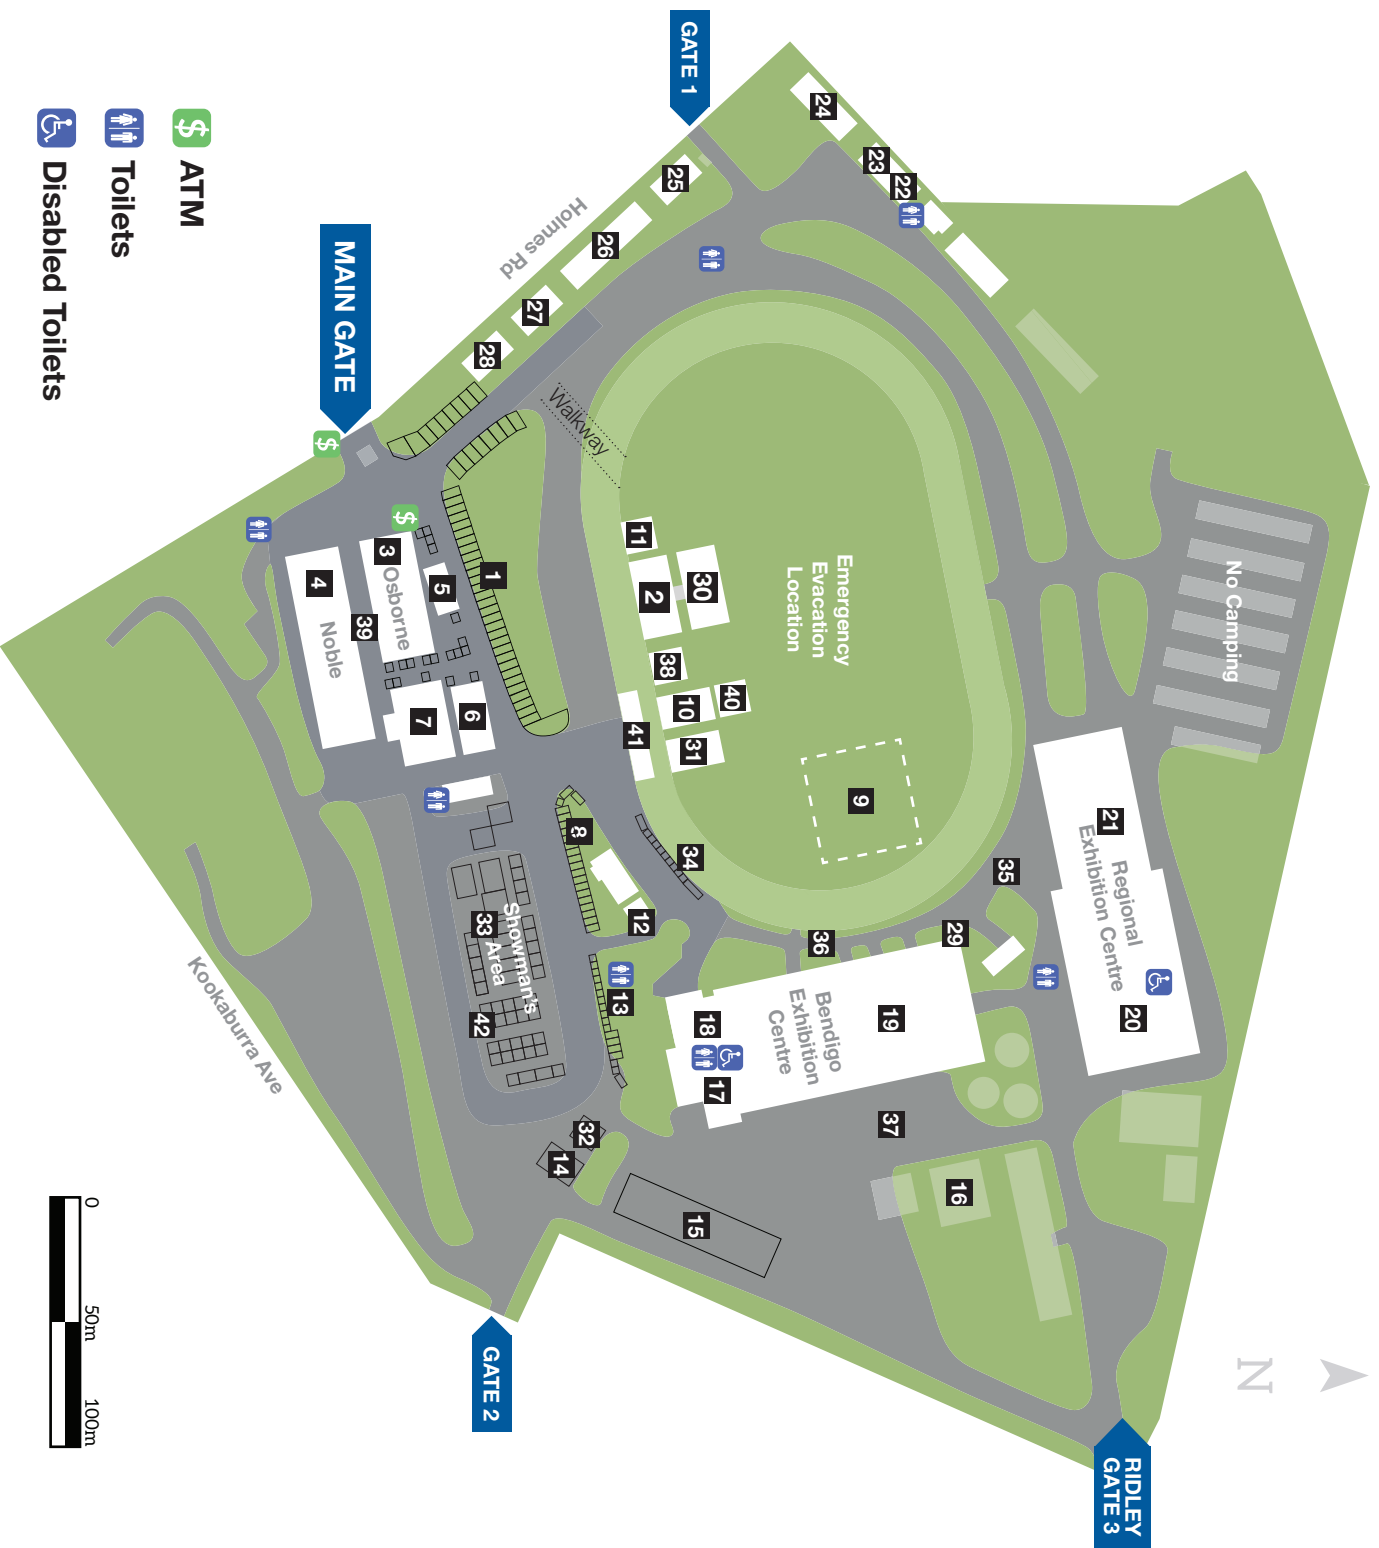 GATE 1
24
23
22
25
Holmes Rd
26
27
28
$ ATM
Toilets
Disabled Toilets
MAIN GATE
$
Walkway
$
11
30
2
38
40
10
31
41
Emergency
Evacation
Location
9
No Camping
1
3
Osborne
5
4
Noble
39
6
7
8
34
12
35
29
36
21
Regional
Exhibition Centre
20
33
Showman's
Area
42
13
18
17
19
Bendigo
Exhibition
Centre
37
16
32
14
15
Kookaburra Ave
0
50m
100m
N
GATE 2
RIDLEY
GATE 3